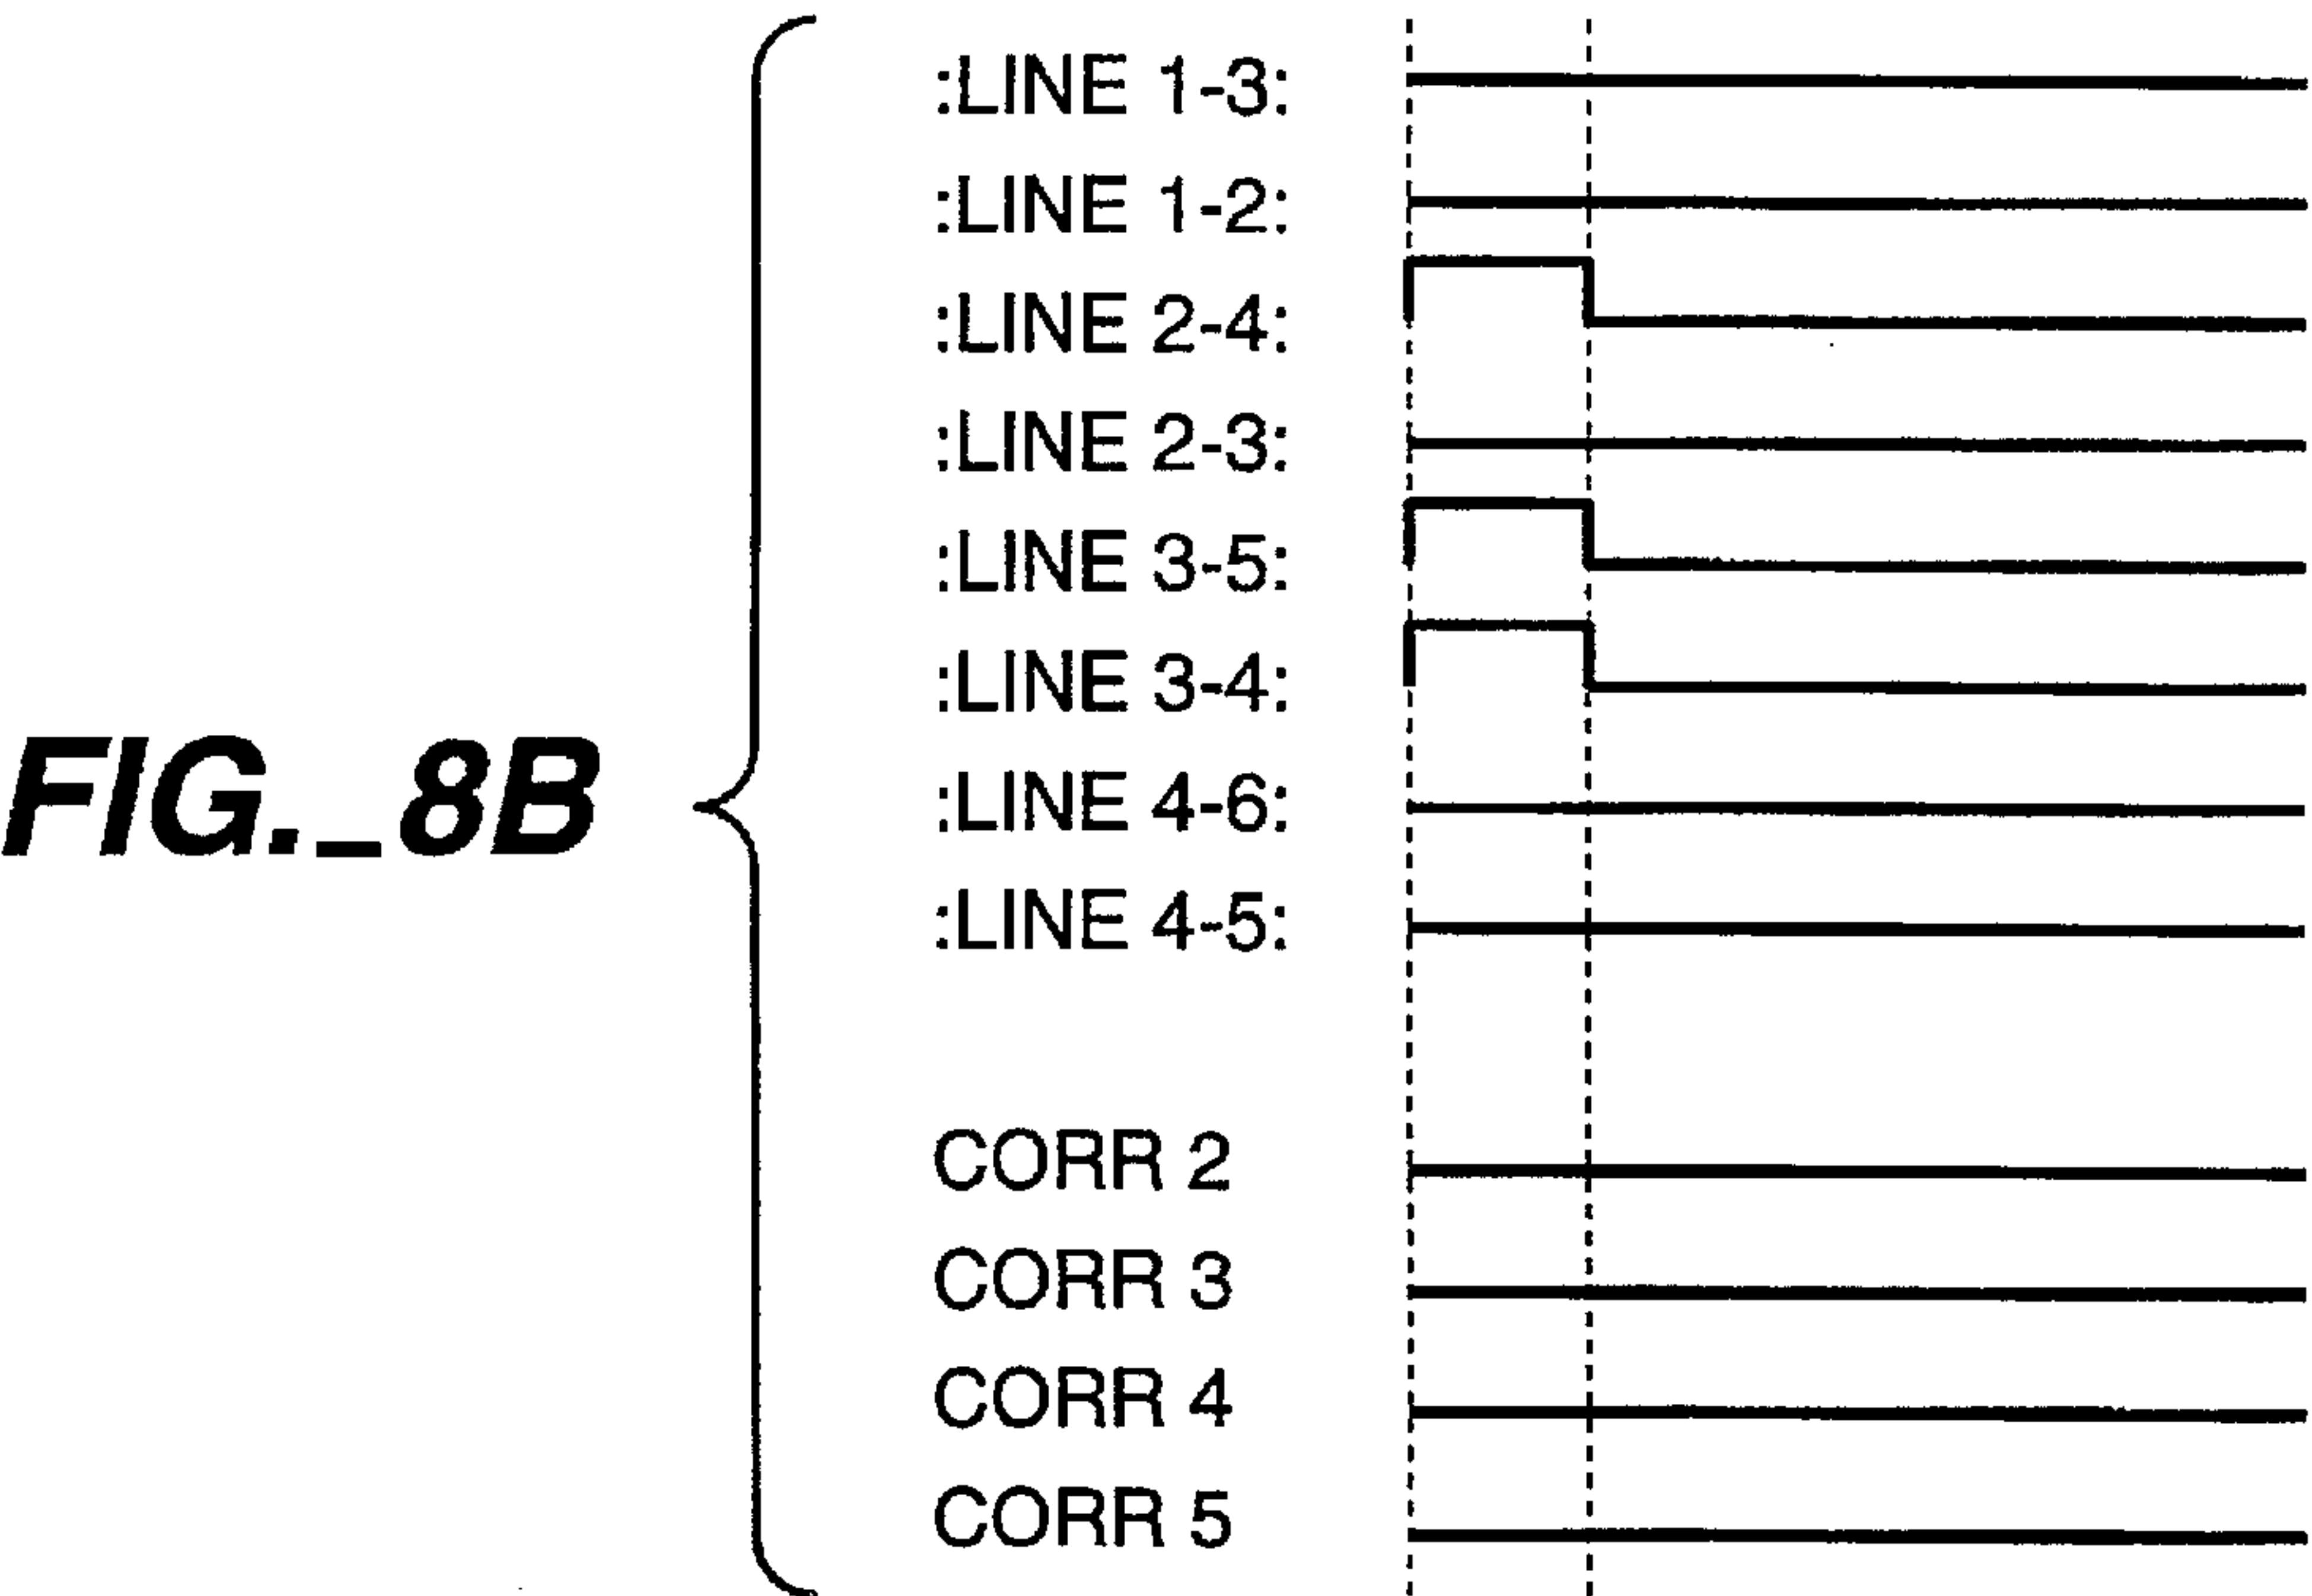 :LINE 1-3:
:LINE 1-2:
:LINE 2-4:
:LINE 2-3:
:LINE 3-5:
:LINE 3-4:
FIG._8B
:LINE 4-6:
:LINE 4-5:
CORR 2
CORR 3
CORR 4
CORR 5